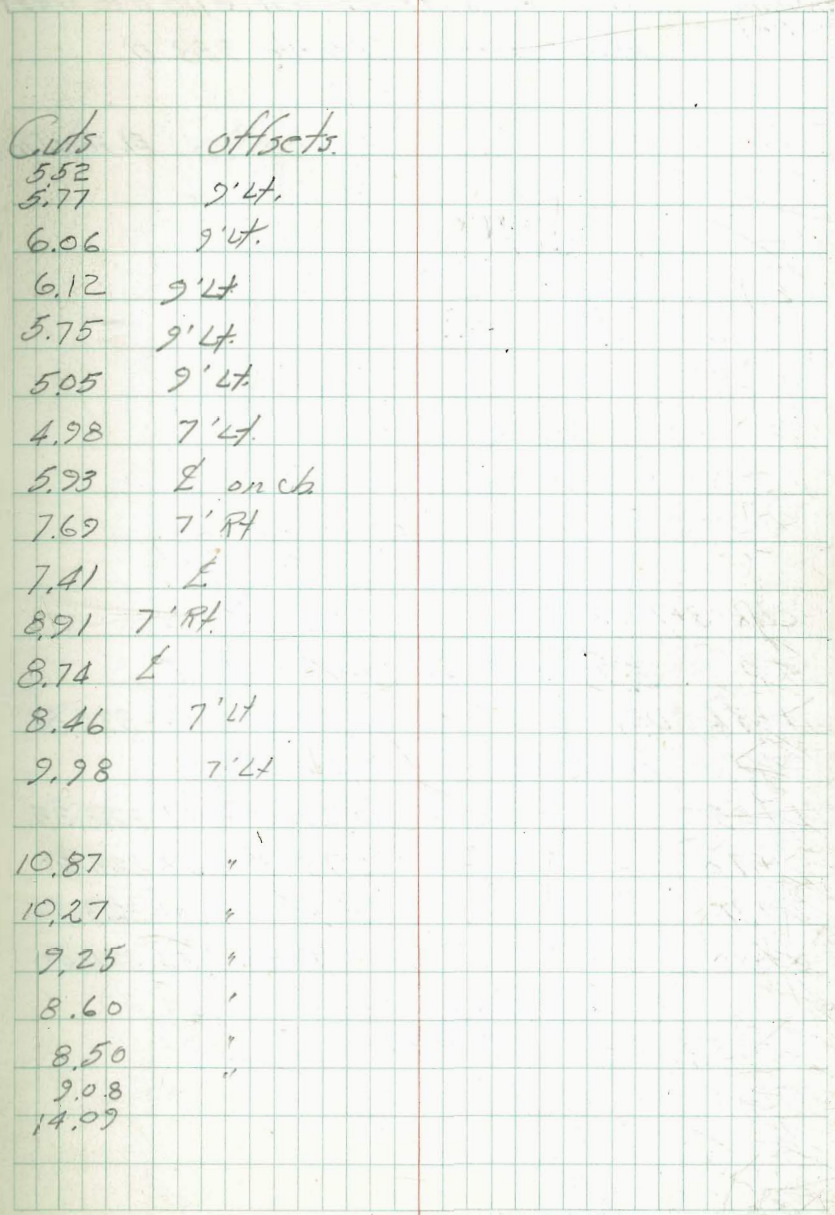 Cuts offsets.
5.52
5.77 9'Lt.
6.06 9'Lt.
6.12 9'Lt
5.75 9'Lt.
5.05 9'Lt.
4.98 7'Lt.
5.93 ℄ on cb.
7.69 7'Rt
7.41 ℄
8.91 7'Rt.
8.74 ℄
8.46 7'Lt
9.98 7'Lt
10.87 "
10.27 "
9.25 "
8.60 "
8.50 "
9.08 "
14.09